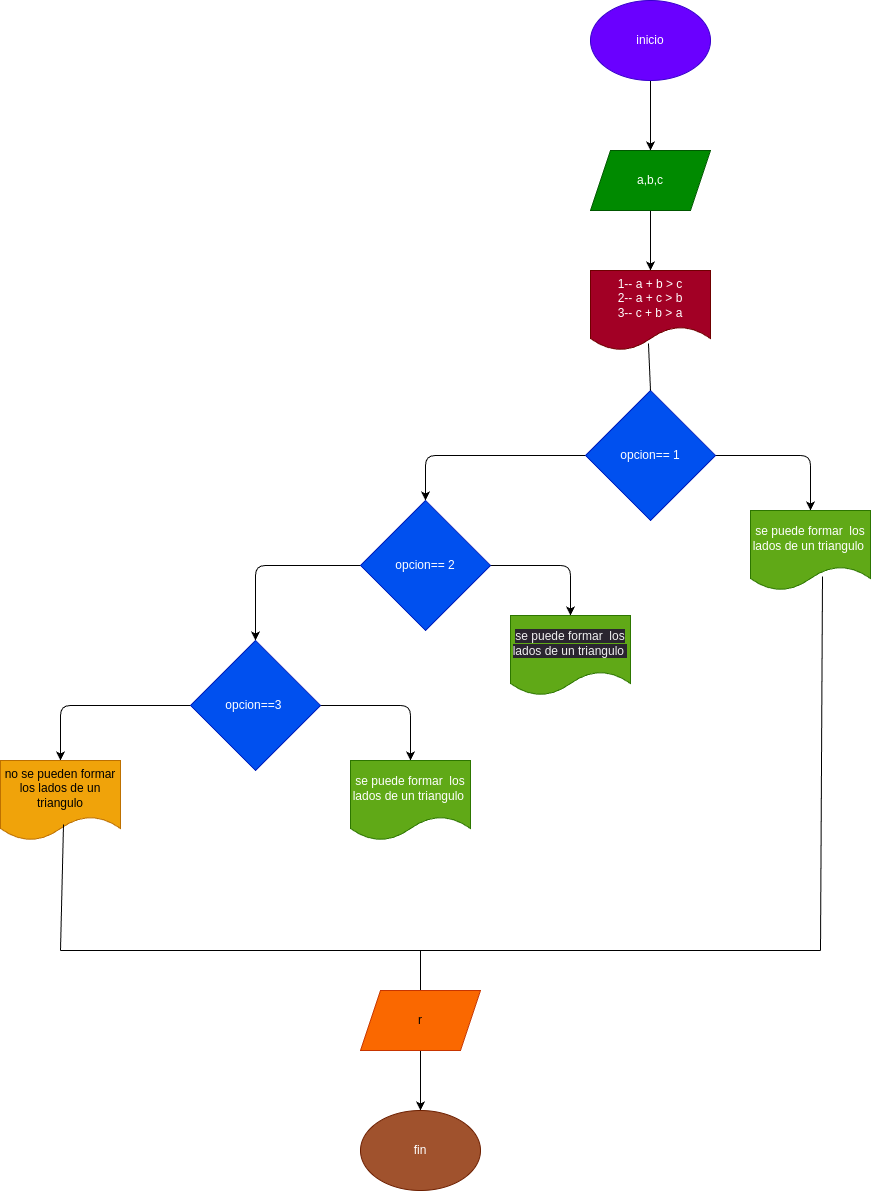 inicio
a,b,c
1-- a + b > c
2-- a + c > b
3-- c + b > a
opcion== 1
se puede formar  los
lados de un triangulo
opcion== 2
se puede formar  los
lados de un triangulo
opcion==3
no se pueden formar
los lados de un
triangulo
se puede formar  los
lados de un triangulo
r
fin